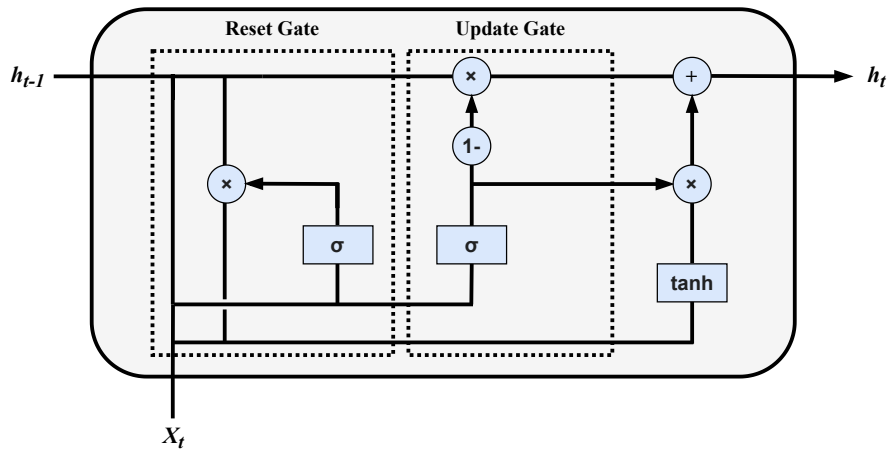 Reset Gate
Update Gate
h_{t-1}
×
+
h_t
1-
×
×
σ
σ
tanh
X_t